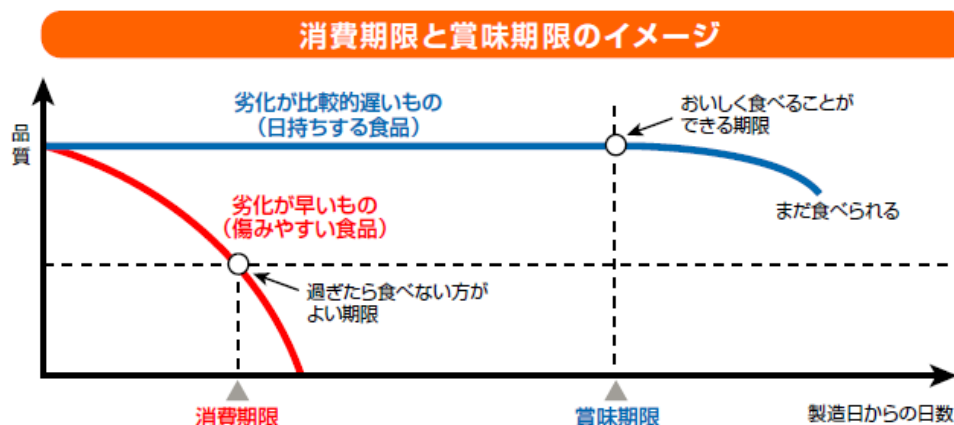 消費期限と賞味期限のイメージ
品質
劣化が比較的遅いもの
（日持ちする食品）
おいしく食べることが
できる期限
劣化が早いもの
（傷みやすい食品）
まだ食べられる
過ぎたら食べない方が
よい期限
消費期限
賞味期限
製造日からの日数